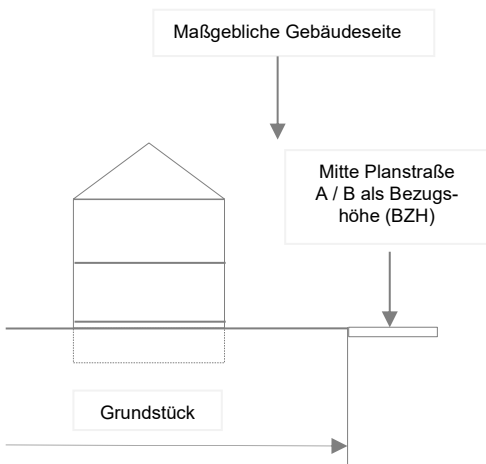 Maßgebliche Gebäudeseite
Mitte Planstraße
A / B als Bezugs-
höhe (BZH)
Grundstück